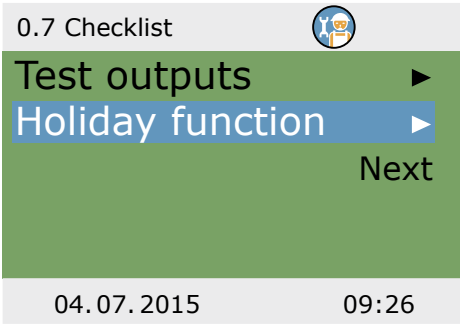 0.7 Checklist
Test outputs ►
Holiday function ►
Next
04.07.2015 09:26